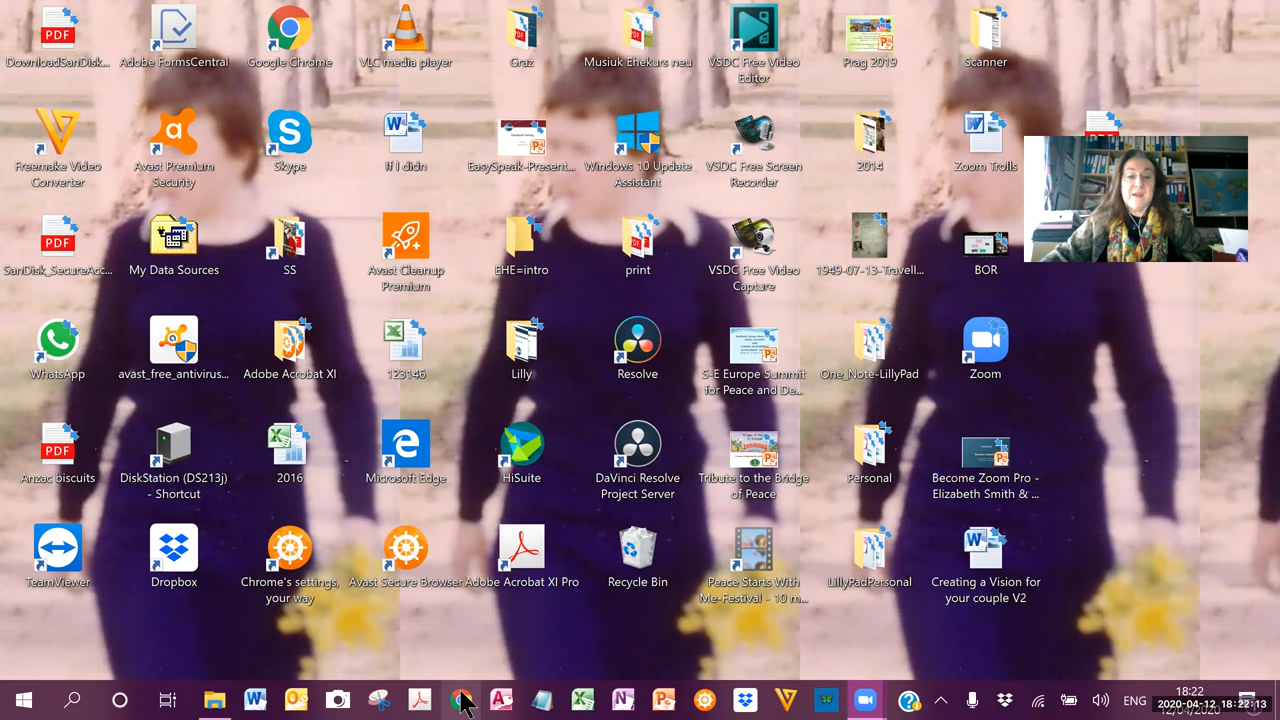 DownloadSanDisk...
Adobe FormsCentral
Google Chrome
VLC media player
Graz
Musiuk Ehekurs neu
VSDC Free Video
Editor
Prag 2019
Scanner
Freemake Video
Converter
Avast Premium
Security
Skype
If I didn
EasySpeak-Present...
Windows 10 Update
Assistant
VSDC Free Screen
Recorder
2014
Zoom Trolls
PDF
SanDisk_SecureAcc...
My Data Sources
SS
Avast Cleanup
Premium
EHE=intro
print
VSDC Free Video
Capture
1949-07-13-Travell...
BOR
WhatsApp
avast_free_antivirus...
Adobe Acrobat XI
123146
Lilly
Resolve
S-E Europe Summit
for Peace and De...
One_Note-LillyPad
Zoom
PDF
Anzac biscuits
DiskStation (DS213j)
- Shortcut
2016
Microsoft Edge
HiSuite
DaVinci Resolve
Project Server
Tribute to the Bridge
of Peace
Personal
Become Zoom Pro -
Elizabeth Smith & ...
TeamViewer
Dropbox
Chrome's settings,
your way
Avast Secure Browser
Adobe Acrobat XI Pro
Recycle Bin
Peace Starts With
Me-Festival - 10 m...
LillyPadPersonal
Creating a Vision for
your couple V2
ENG
18:22
2020-04-12 18:22:13